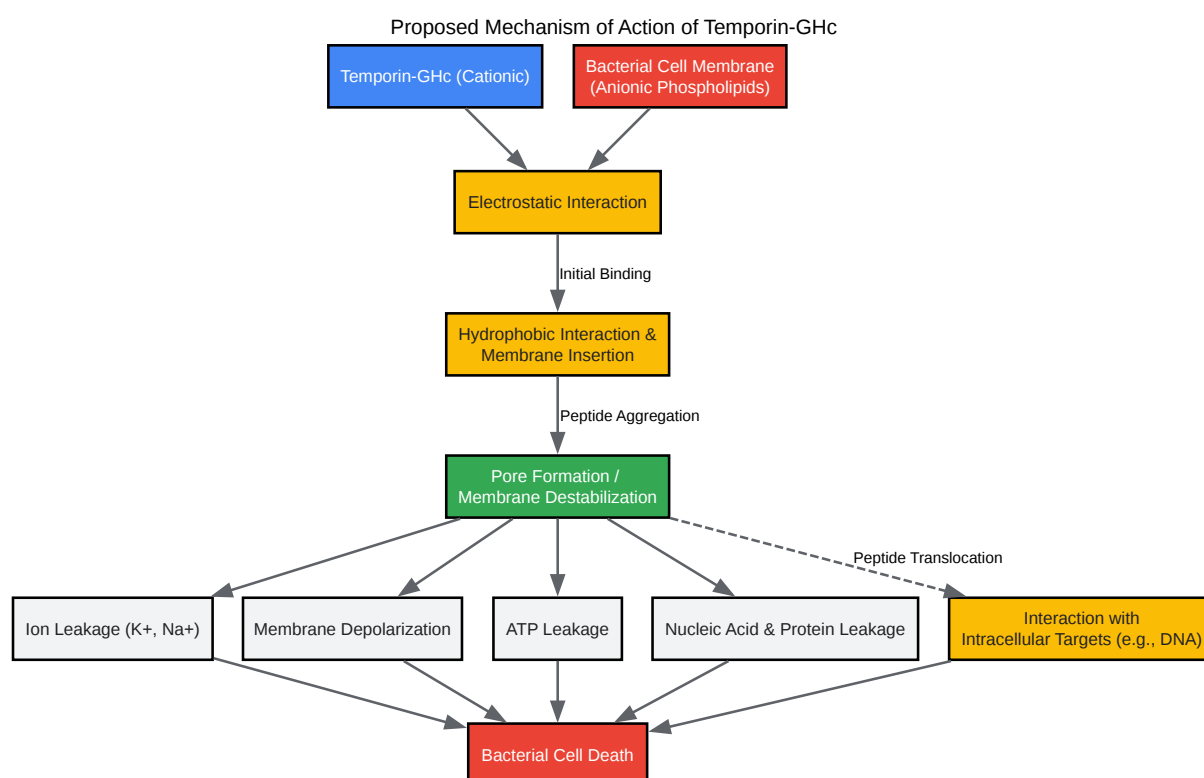 Proposed Mechanism of Action of Temporin-GHc
Temporin-GHc (Cationic)
Bacterial Cell Membrane
(Anionic Phospholipids)
Electrostatic Interaction
Initial Binding
Hydrophobic Interaction &
Membrane Insertion
Peptide Aggregation
Pore Formation /
Membrane Destabilization
Peptide Translocation
Ion Leakage (K+, Na+)
Membrane Depolarization
ATP Leakage
Nucleic Acid & Protein Leakage
Interaction with
Intracellular Targets (e.g., DNA)
Bacterial Cell Death